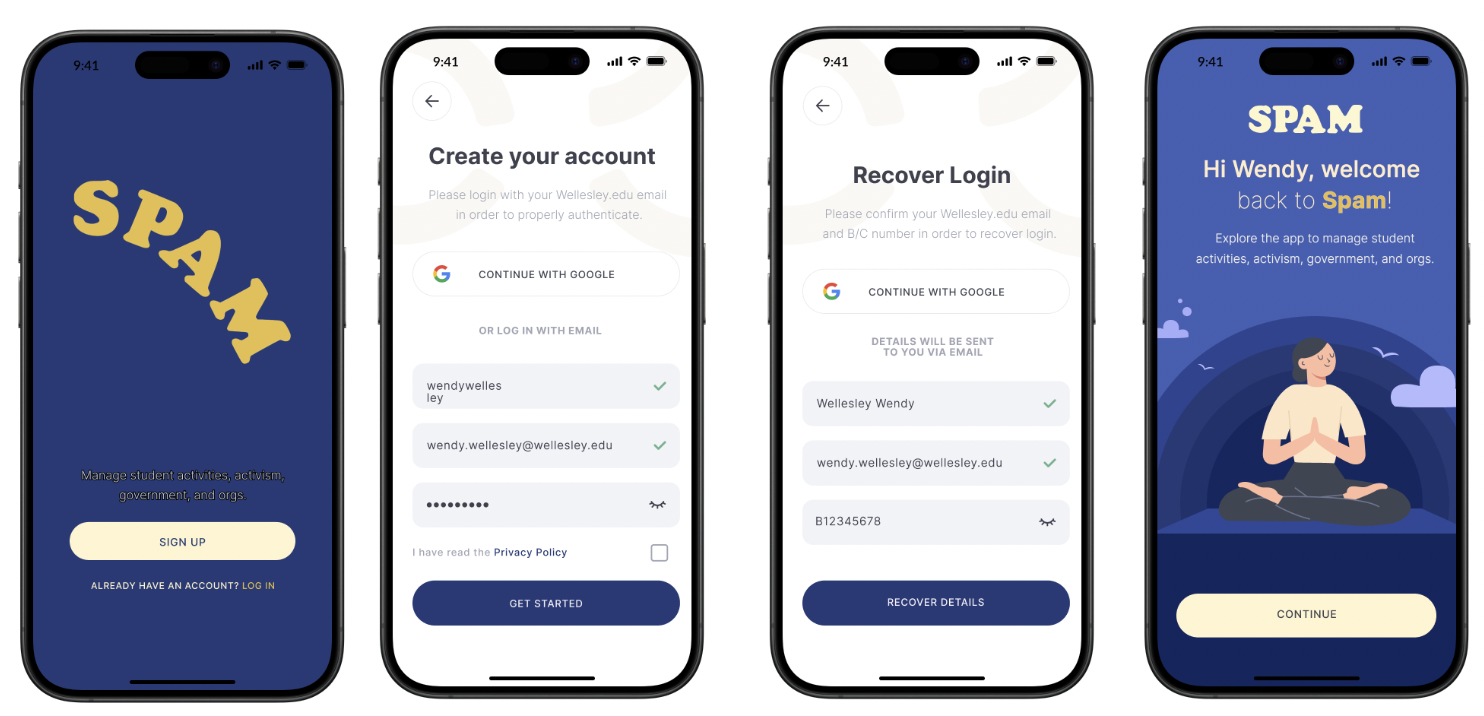 9:41
SPAM
Manage student activities, activism,
government, and orgs.
SIGN UP
ALREADY HAVE AN ACCOUNT? LOG IN
9:41
Create your account
Please login with your Wellesley.edu email
in order to properly authenticate.
CONTINUE WITH GOOGLE
OR LOG IN WITH EMAIL
wendywelles
ley
wendy.wellesley@wellesley.edu
I have read the Privacy Policy
GET STARTED
9:41
Recover Login
Please confirm your Wellesley.edu email
and B/C number in order to recover login.
CONTINUE WITH GOOGLE
DETAILS WILL BE SENT
TO YOU VIA EMAIL
Wellesley Wendy
wendy.wellesley@wellesley.edu
B12345678
RECOVER DETAILS
9:41
SPAM
Hi Wendy, welcome
back to Spam!
Explore the app to manage student
activities, activism, government, and orgs.
CONTINUE